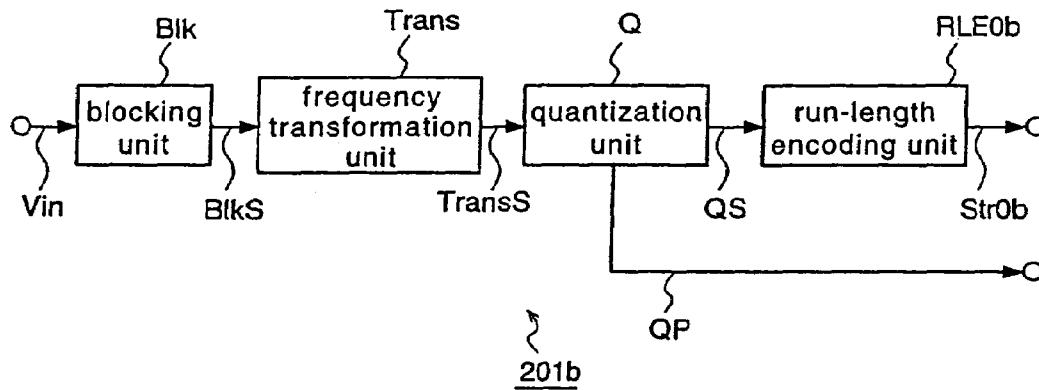 Blk
Trans
Q
RLE0b
blocking
unit
frequency
transformation
unit
quantization
unit
run-length
encoding unit
Vin
BlkS
TransS
QS
Str0b
QP
201b